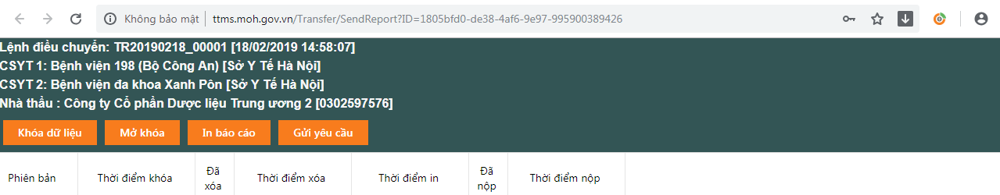 Không bảo mật | ttms.moh.gov.vn/Transfer/SendReport?ID=1805bfd0-de38-4af6-9e97-995900389426
Lệnh điều chuyển: TR20190218_00001 [18/02/2019 14:58:07]
CSYT 1: Bệnh viện 198 (Bộ Công An) [Sở Y Tế Hà Nội]
CSYT 2: Bệnh viện đa khoa Xanh Pôn [Sở Y Tế Hà Nội]
Nhà thầu : Công ty Cổ phần Dược liệu Trung ương 2 [0302597576]
Khóa dữ liệu Mở khóa In báo cáo Gửi yêu cầu
Phiên bản Thời điểm khóa Đã xóa Thời điểm xóa Thời điểm in Đã nộp Thời điểm nộp